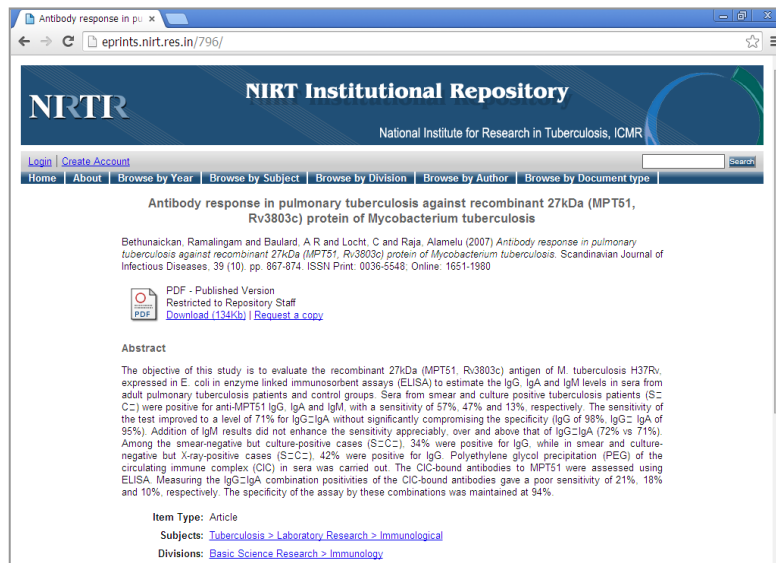 Antibody response in pu
eprints.nirt.res.in/796/
NIRTR
NIRT Institutional Repository
National Institute for Research in Tuberculosis, ICMR
Login | Create Account
Search
Home | About | Browse by Year | Browse by Subject | Browse by Division | Browse by Author | Browse by Document type |
Antibody response in pulmonary tuberculosis against recombinant 27kDa (MPT51,
Rv3803c) protein of Mycobacterium tuberculosis
Bethunaickan, Ramalingam and Baulard, A R and Locht, C and Raja, Alamelu (2007) Antibody response in pulmonary
tuberculosis against recombinant 27kDa (MPT51, Rv3803c) protein of Mycobacterium tuberculosis. Scandinavian Journal of
Infectious Diseases, 39 (10). pp. 867-874. ISSN Print: 0036-5548; Online: 1651-1980
PDF
PDF - Published Version
Restricted to Repository Staff
Download (134Kb) | Request a copy
Abstract
The objective of this study is to evaluate the recombinant 27kDa (MPT51, Rv3803c) antigen of M. tuberculosis H37Rv,
expressed in E. coli in enzyme linked immunosorbent assays (ELISA) to estimate the IgG, IgA and IgM levels in sera from
adult pulmonary tuberculosis patients and control groups. Sera from smear and culture positive tuberculosis patients (S=
C=) were positive for anti-MPT51 IgG, IgA and IgM, with a sensitivity of 57%, 47% and 13%, respectively. The sensitivity of
the test improved to a level of 71% for IgG=IgA without significantly compromising the specificity (IgG of 98%, IgG= IgA of
95%). Addition of IgM results did not enhance the sensitivity appreciably, over and above that of IgG=IgA (72% vs 71%).
Among the smear-negative but culture-positive cases (S=C=), 34% were positive for IgG, while in smear and culture-
negative but X-ray-positive cases (S=C=), 42% were positive for IgG. Polyethylene glycol precipitation (PEG) of the
circulating immune complex (CIC) in sera was carried out. The CIC-bound antibodies to MPT51 were assessed using
ELISA. Measuring the IgG=IgA combination positivities of the CIC-bound antibodies gave a poor sensitivity of 21%, 18%
and 10%, respectively. The specificity of the assay by these combinations was maintained at 94%.
Item Type: Article
Subjects: Tuberculosis > Laboratory Research > Immunological
Divisions: Basic Science Research > Immunology